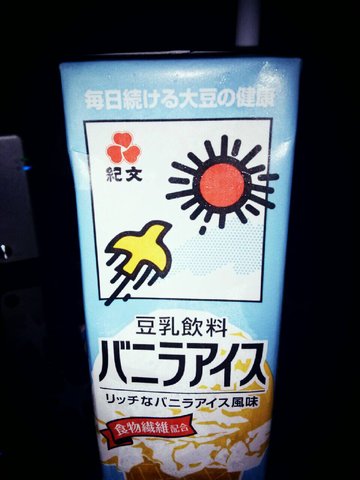 毎日続ける大豆の健康
紀文
豆乳飲料
バニラアイス
リッチなバニラアイス風味
食物繊維配合